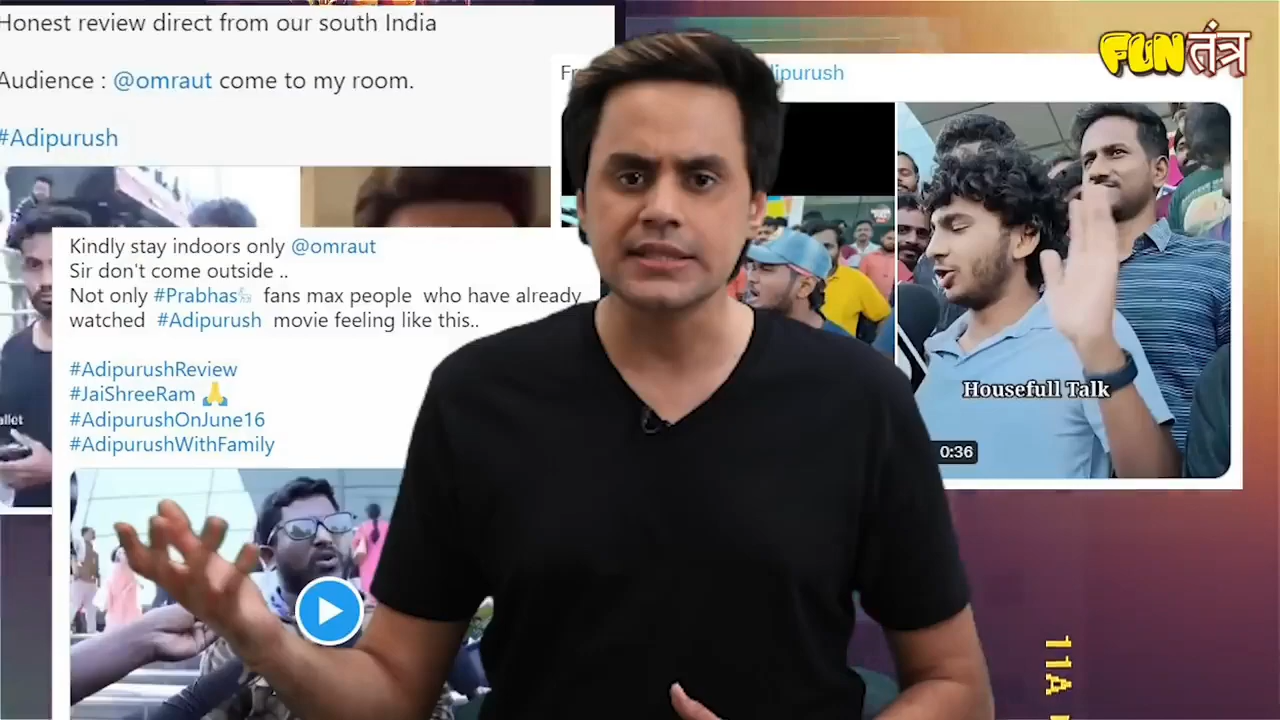 Honest review direct from our south India
Audience : @omraut come to my room.
#Adipurush
Kindly stay indoors only @omraut
Sir don't come outside ..
Not only #Prabhas fans max people who have already
watched #Adipurush movie feeling like this..
#AdipurushReview
#JaiShreeRam 🙏
#AdipurushOnJune16
#AdipurushWithFamily
FUNतंत्र
Housefull Talk
0:36
11A